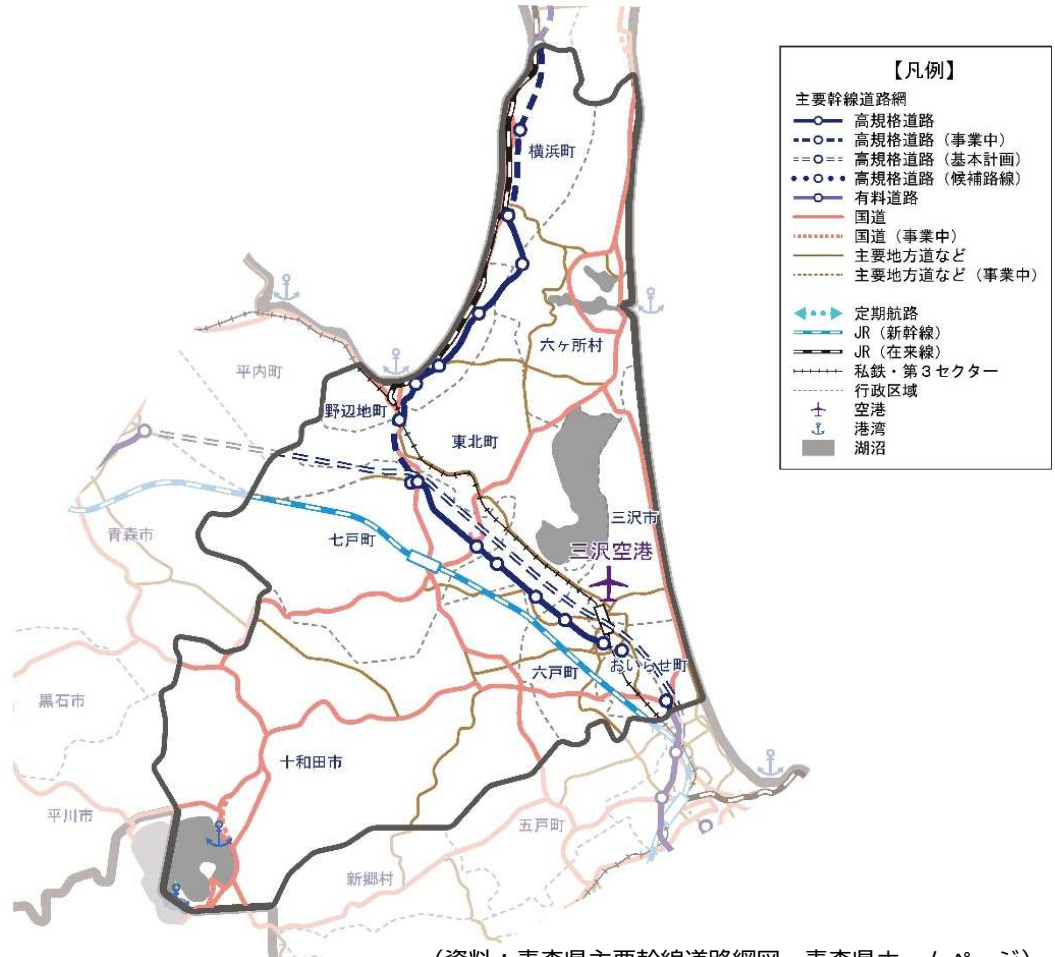 【凡例】
主要幹線道路網
高規格道路
高規格道路（事業中）
高規格道路（基本計画）
高規格道路（候補路線）
有料道路
国道
国道（事業中）
主要地方道など
主要地方道など（事業中）
定期航路
JR（新幹線）
JR（在来線）
私鉄・第３セクター
行政区域
空港
港湾
湖沼
横浜町
六ヶ所村
平内町
野辺地町
東北町
三沢市
青森市
七戸町
三沢空港
六戸町
おいらせ町
黒石市
十和田市
平川市
五戸町
新郷村